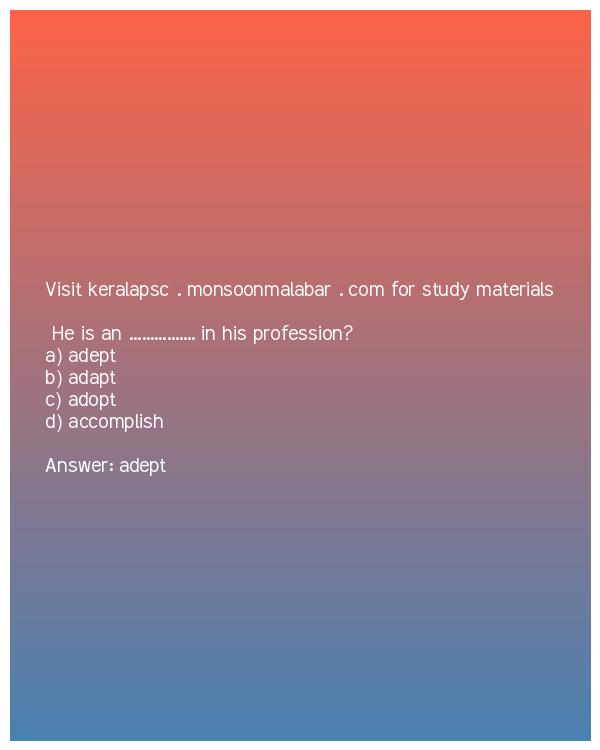 Visit keralapsc . monsoonmalabar . com for study materials
He is an ................ in his profession?
a) adept
b) adapt
c) adopt
d) accomplish
Answer: adept